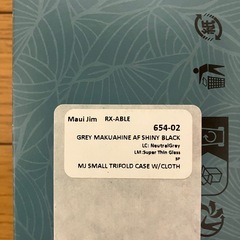 Maui Jim RX-ABLE
654-02
GREY MAKUAHINE AF SHINY BLACK
LC: NeutralGrey
LM:Super Thin Glass
SF
MJ SMALL TRIFOLD CASE W/CLOTH